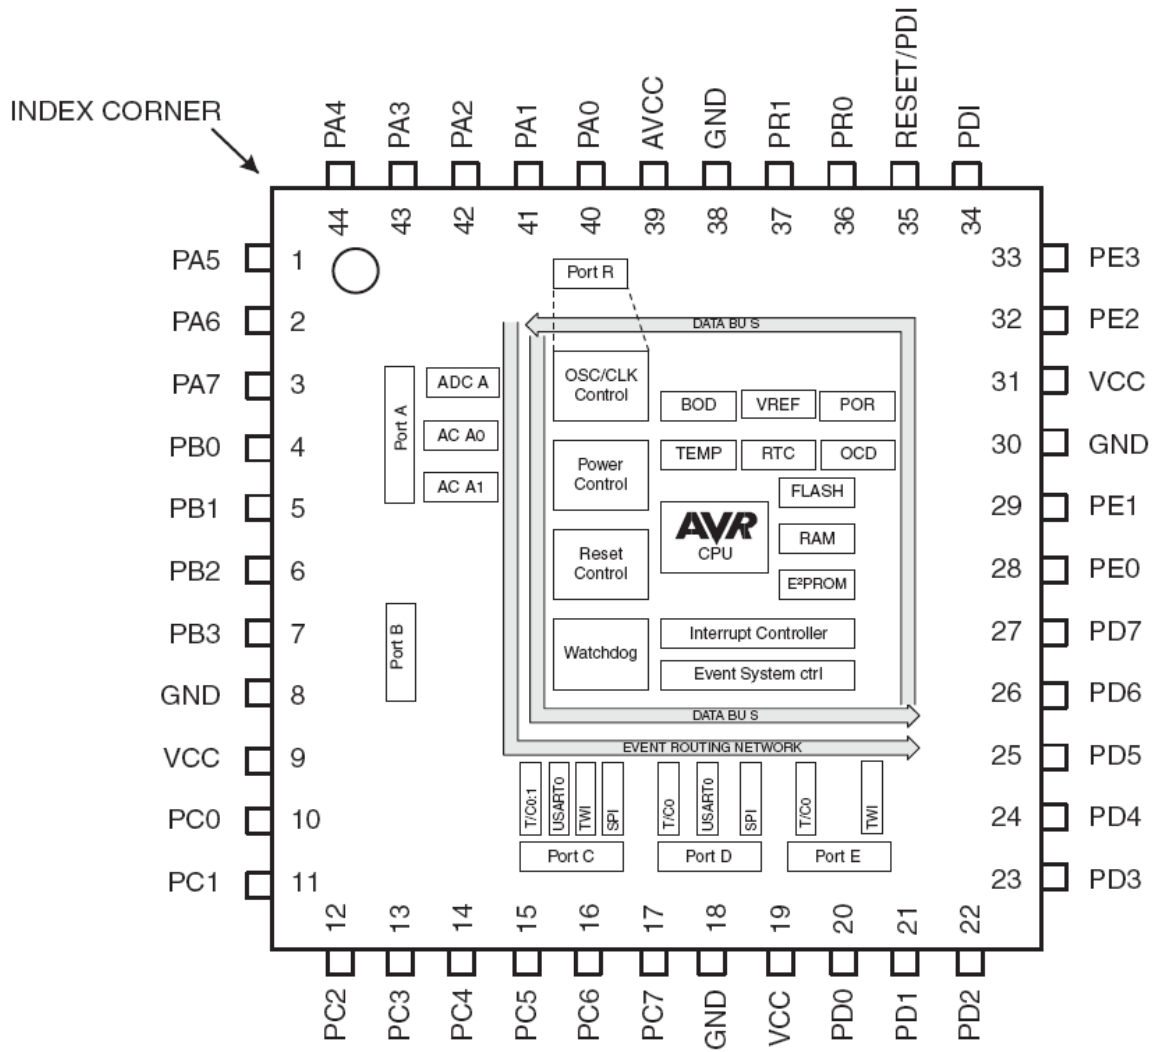 INDEX CORNER
PA4
PA3
PA2
PA1
PA0
AVCC
GND
PR1
PR0
RESET/PDI
PDI
44
43
42
41
40
39
38
37
36
35
34
PA5 1
PA6 2
PA7 3
PB0 4
PB1 5
PB2 6
PB3 7
GND 8
VCC 9
PC0 10
PC1 11
33 PE3
32 PE2
31 VCC
30 GND
29 PE1
28 PE0
27 PD7
26 PD6
25 PD5
24 PD4
23 PD3
Port R
DATA BU S
Port A
ADC A
AC A0
AC A1
Port B
OSC/CLK
Control
Power
Control
Reset
Control
Watchdog
BOD
VREF
POR
TEMP
RTC
OCD
FLASH
AVR
CPU
RAM
E²PROM
Interrupt Controller
Event System ctrl
DATA BU S
EVENT ROUTING NETWORK
T/C0:1
USART0
TWI
SPI
T/C0
USART0
SPI
T/C0
TWI
Port C
Port D
Port E
12
13
14
15
16
17
18
19
20
21
22
PC2
PC3
PC4
PC5
PC6
PC7
GND
VCC
PD0
PD1
PD2